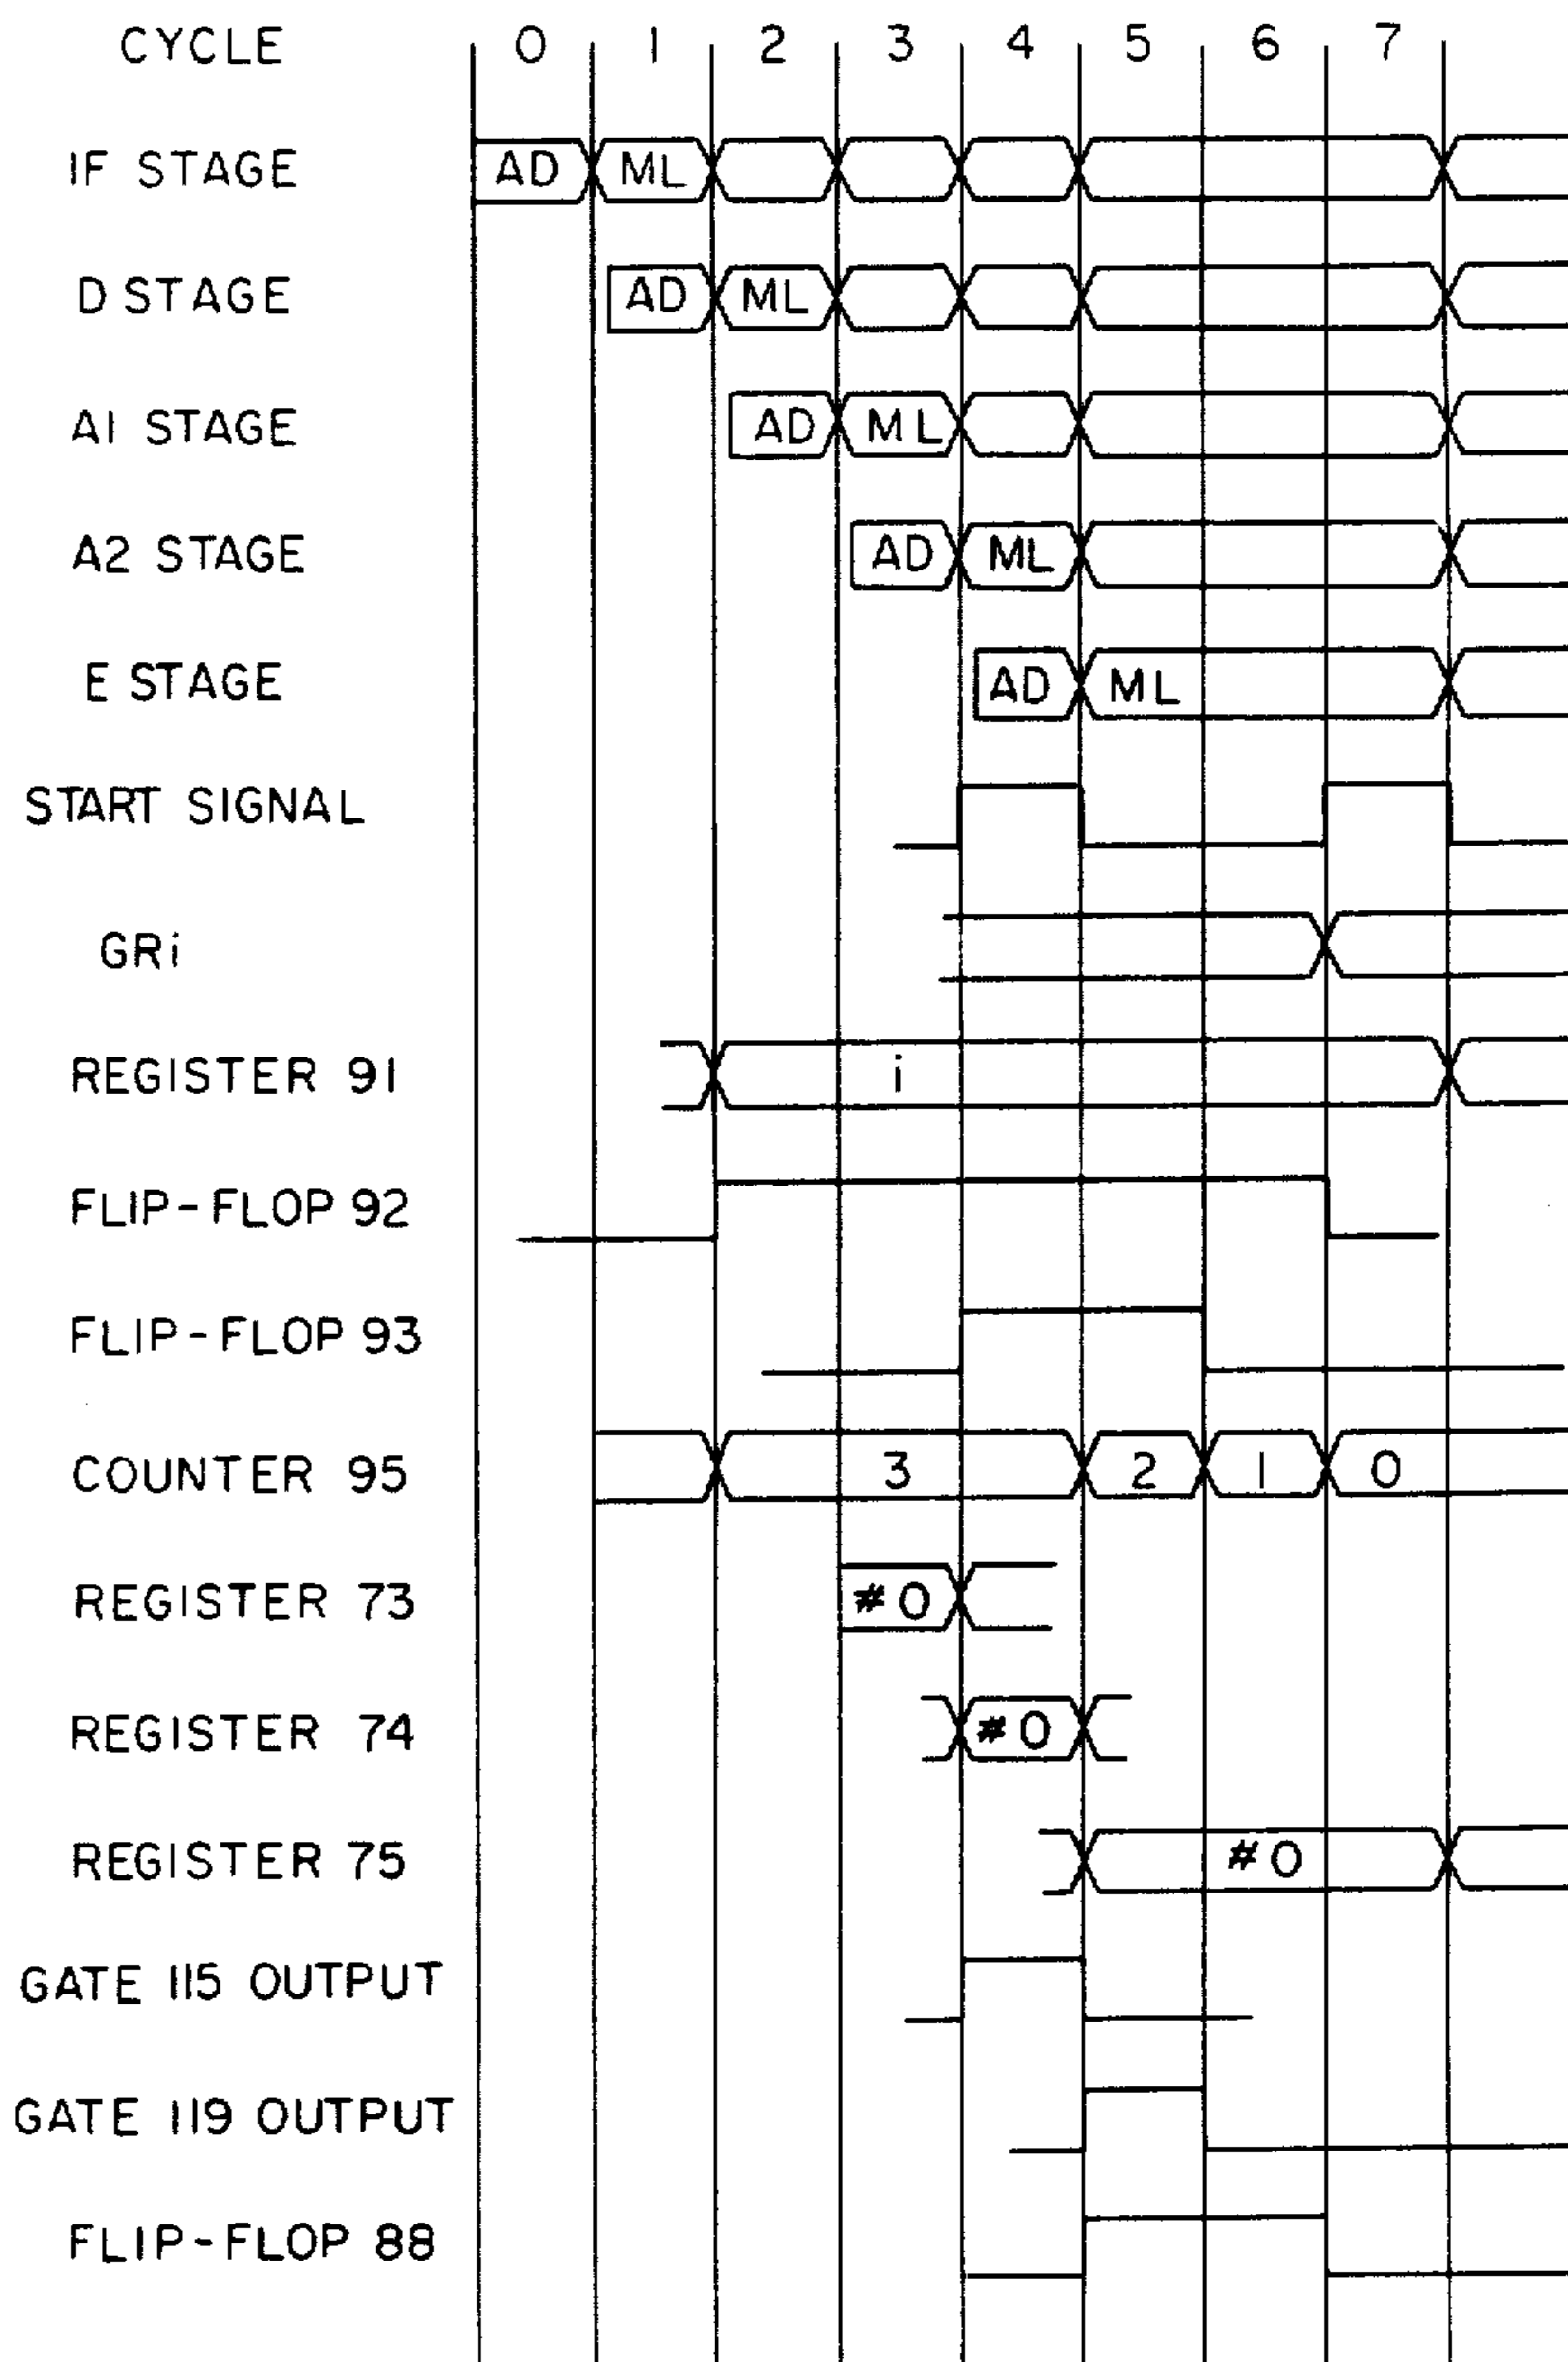 CYCLE 0 1 2 3 4 5 6 7
IF STAGE AD ML
D STAGE AD ML
A1 STAGE AD ML
A2 STAGE AD ML
E STAGE AD ML
START SIGNAL
GRi
REGISTER 91 i
FLIP-FLOP 92
FLIP-FLOP 93
COUNTER 95 3 2 1 0
REGISTER 73 #0
REGISTER 74 #0
REGISTER 75 #0
GATE 115 OUTPUT
GATE 119 OUTPUT
FLIP-FLOP 88